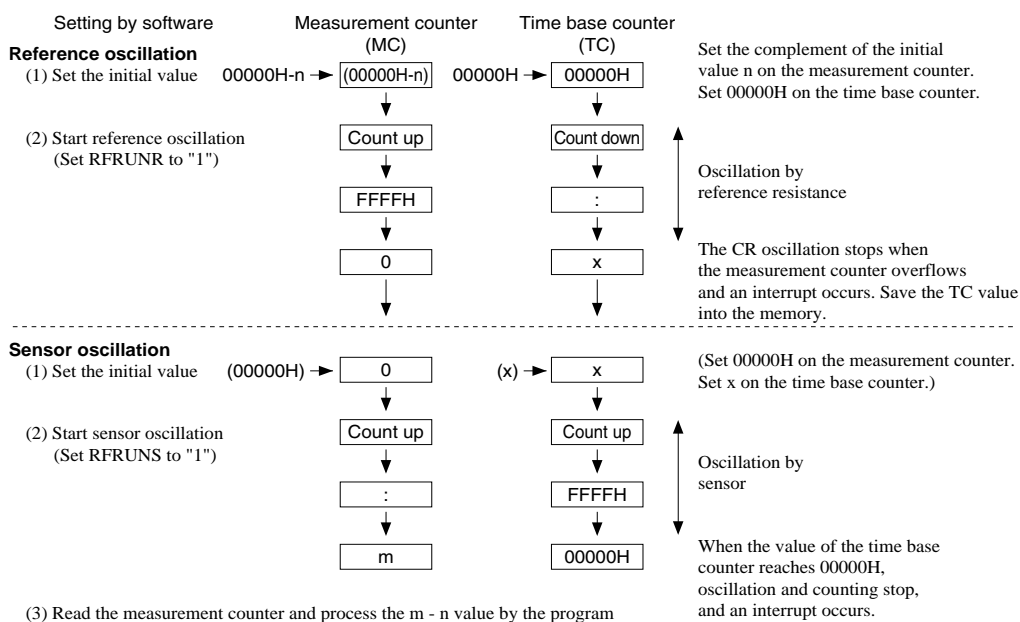 Setting by software
Measurement counter
(MC)
Time base counter
(TC)
Reference oscillation
(1) Set the initial value
00000H-n
(00000H-n)
00000H
00000H
Set the complement of the initial
value n on the measurement counter.
Set 00000H on the time base counter.
(2) Start reference oscillation
(Set RFRUNR to "1")
Count up
Count down
Oscillation by
reference resistance
FFFFH
:
0
x
The CR oscillation stops when
the measurement counter overflows
and an interrupt occurs. Save the TC value
into the memory.
Sensor oscillation
(1) Set the initial value
(00000H)
0
(x)
x
(Set 00000H on the measurement counter.
Set x on the time base counter.)
(2) Start sensor oscillation
(Set RFRUNS to "1")
Count up
Count up
Oscillation by
sensor
:
FFFFH
m
00000H
When the value of the time base
counter reaches 00000H,
oscillation and counting stop,
and an interrupt occurs.
(3) Read the measurement counter and process the m - n value by the program